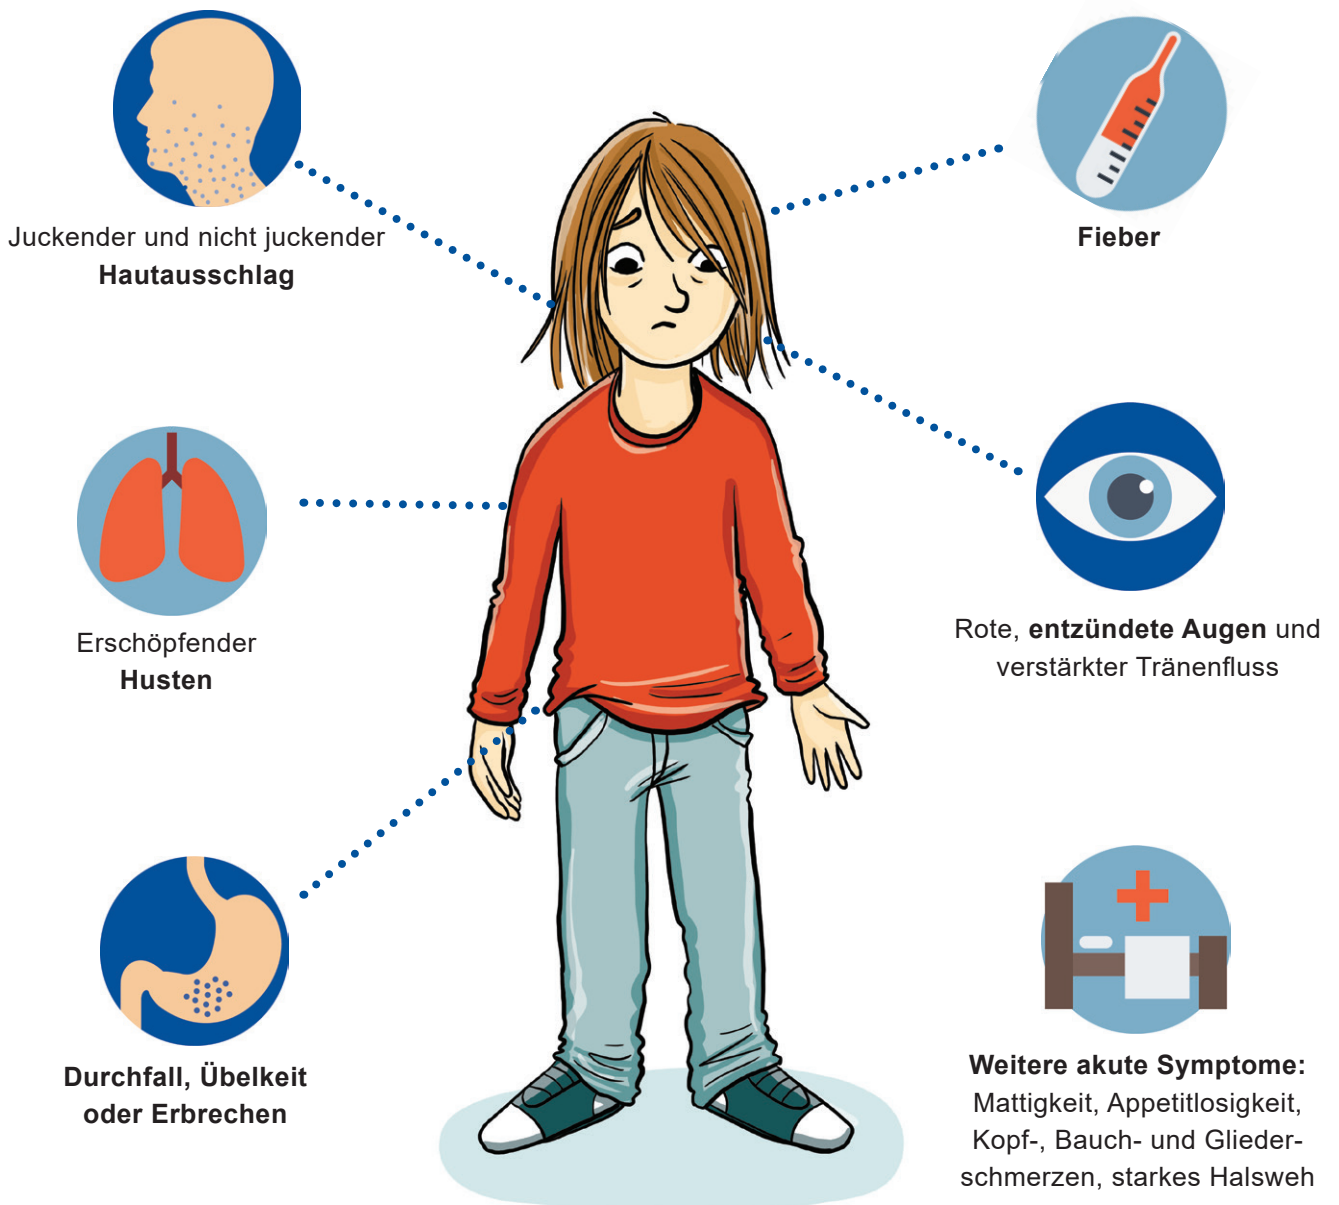 Juckender und nicht juckender
Hautausschlag
Fieber
Erschöpfender
Husten
Rote, entzündete Augen und
verstärkter Tränenfluss
Durchfall, Übelkeit
oder Erbrechen
Weitere akute Symptome:
Mattigkeit, Appetitlosigkeit,
Kopf-, Bauch- und Glieder-
schmerzen, starkes Halsweh